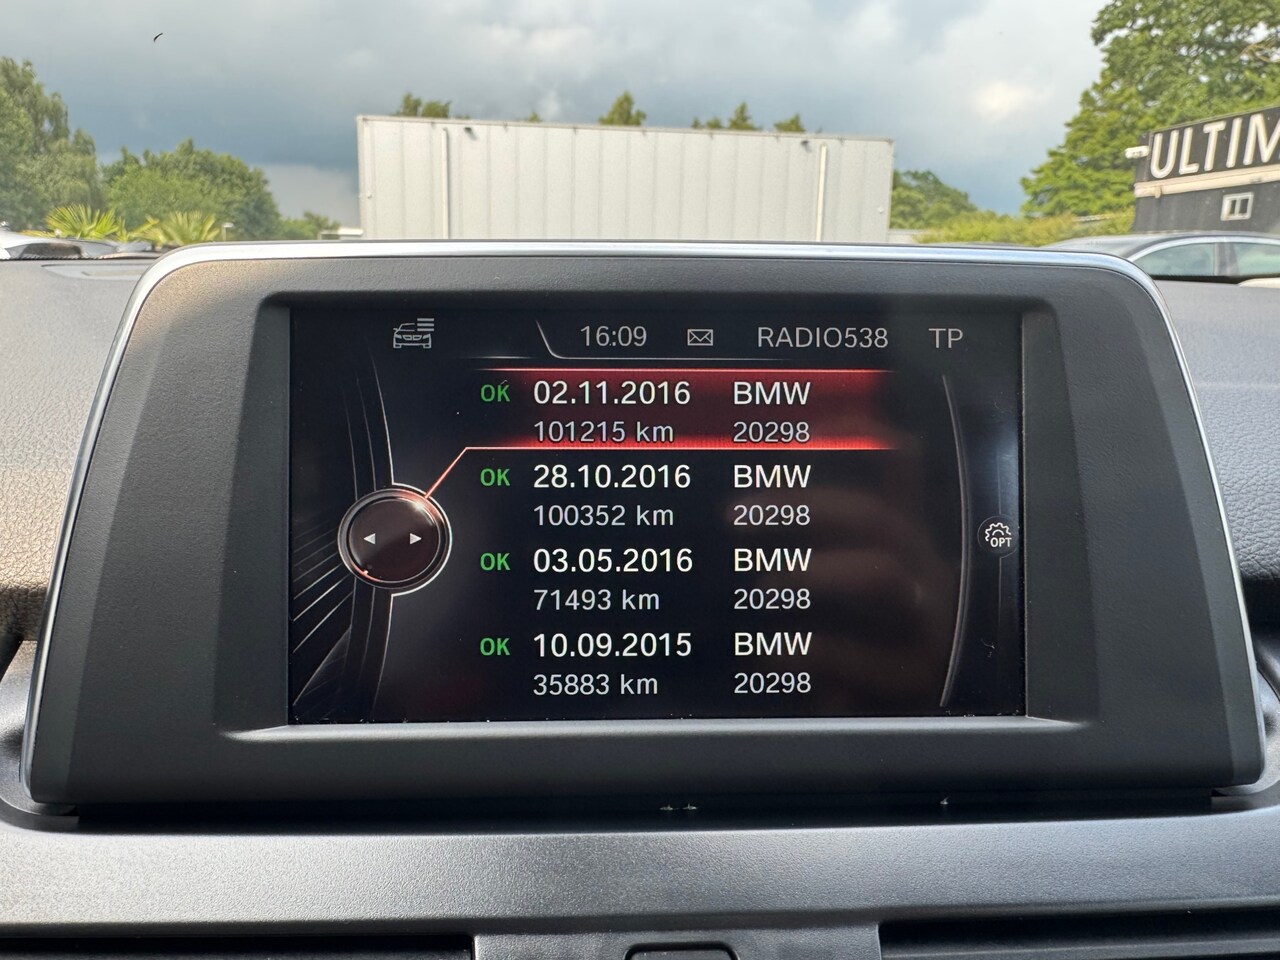 ULTIM
16:09 RADIO538 TP
OK 02.11.2016 BMW
101215 km 20298
OK 28.10.2016 BMW
100352 km 20298
OPT
OK 03.05.2016 BMW
71493 km 20298
OK 10.09.2015 BMW
35883 km 20298